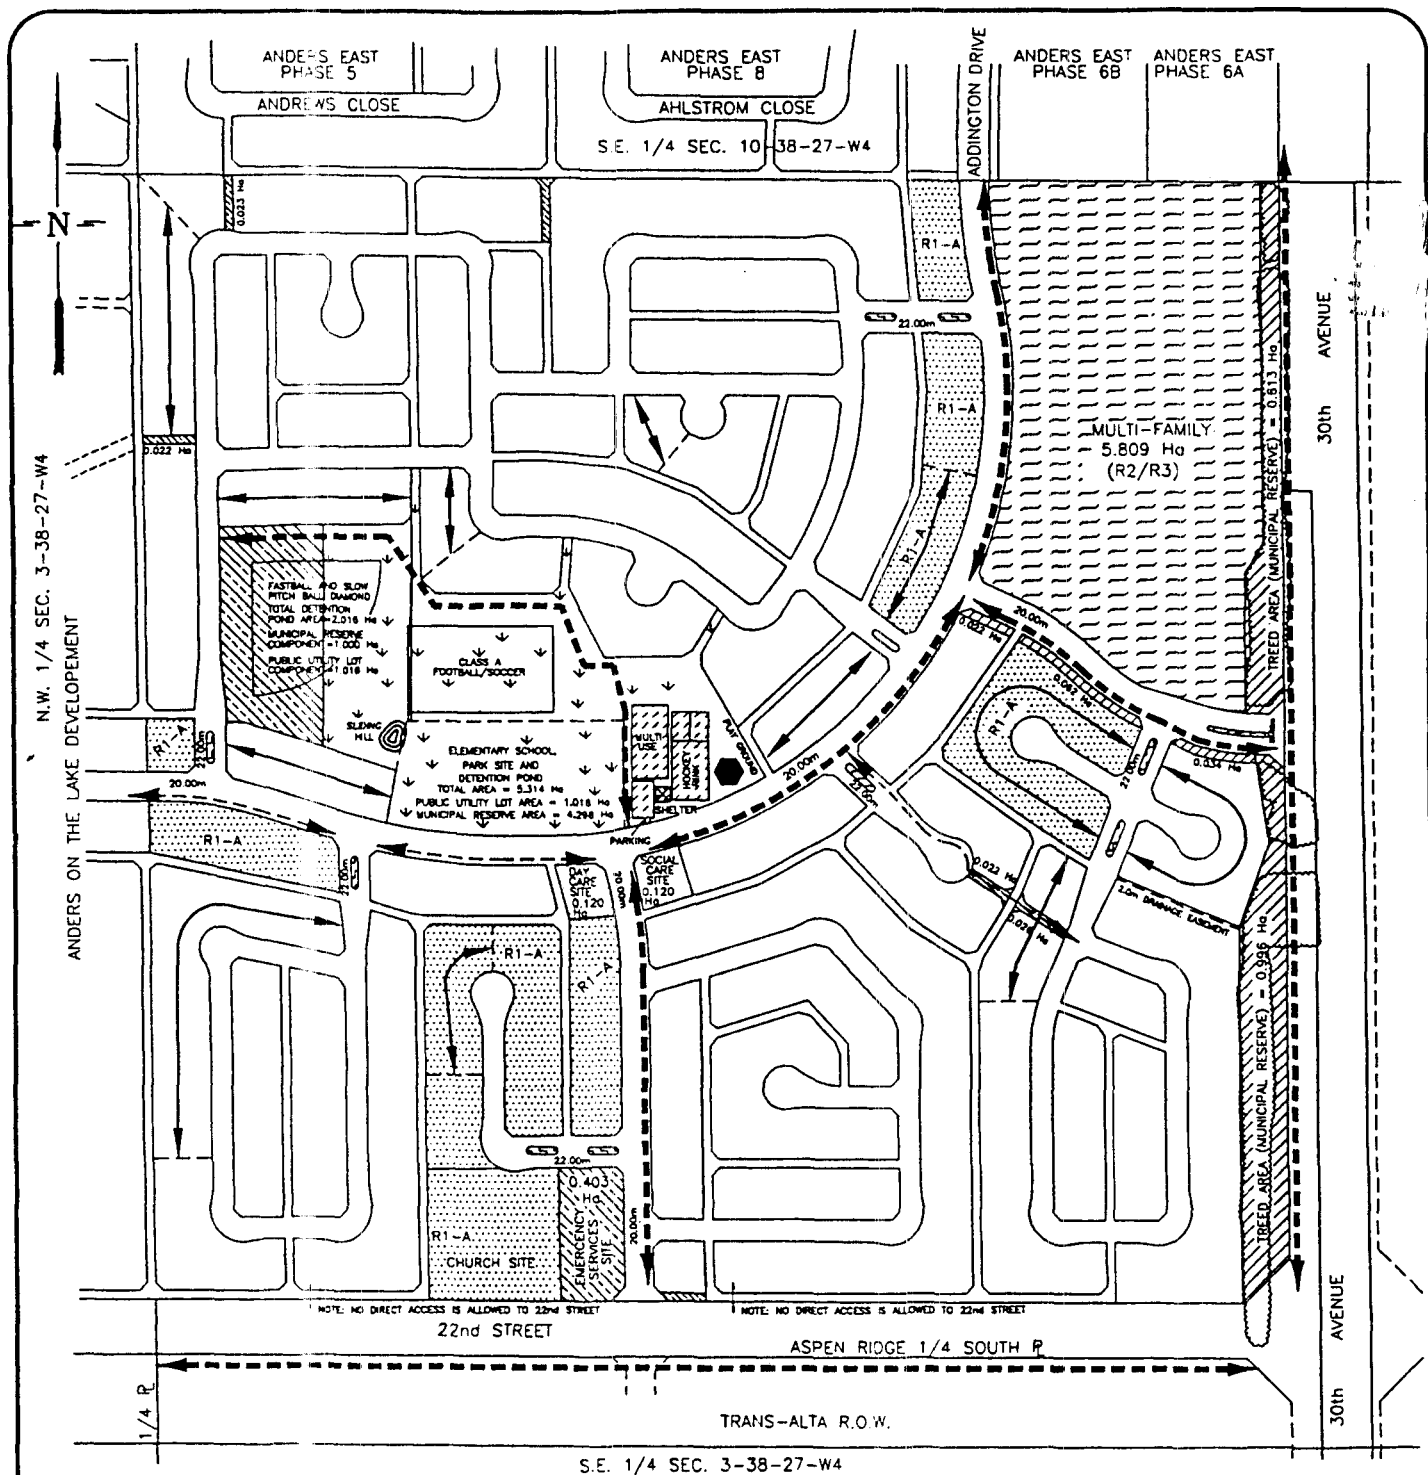 ANDERS EAST
PHASE 5
ANDREWS CLOSE
ANDERS EAST
PHASE 8
AHLSTROM CLOSE
S.E. 1/4 SEC. 10-38-27-W4
ADDINGTON DRIVE
ANDERS EAST
PHASE 6B
ANDERS EAST
PHASE 6A
N
0.023 Ha
R1-A
22.00m
R1-A
R1-A
MULTI-FAMILY
5.809 Ha
(R2/R3)
30th AVENUE
TREED AREA (MUNICIPAL RESERVE) = 0.613 Ha
0.022 Ha
N.W. 1/4 SEC. 3-38-27-W4
ANDERS ON THE LAKE DEVELOPEMENT
FASTBALL AND SLOW
PITCH BALL DIAMOND
TOTAL DETENTION
POND AREA=2.016 Ha
MUNICIPAL RESERVE
COMPONENT =1.000 Ha
PUBLIC UTILITY LOT
COMPONENT =1.016 Ha
CLASS A
FOOTBALL/SOCCER
SLIDING
HILL
ELEMENTARY SCHOOL,
PARK SITE AND
DETENTION POND
TOTAL AREA = 5.314 Ha
PUBLIC UTILITY LOT AREA = 1.016 Ha
MUNICIPAL RESERVE AREA = 4.298 Ha
MULTI
USE
HOCKEY
RINK
PLAY GROUND
SHELTER
PARKING
20.00m
20.00m
0.022 Ha
0.062 Ha
0.034 Ha
R1-A
22.00m
22.00m
R1-A
22.00m
20.00m
R1-A
22.00m
DAY
CARE
SITE
0.120
Ha
20.00m
SOCIAL
CARE
SITE
0.120
Ha
0.022 Ha
0.026 Ha
2.0m DRAINAGE EASEMENT
R1-A
R1-A
TREED AREA (MUNICIPAL RESERVE) = 0.996 Ha
22.00m
0.403
Ha
EMERGENCY
SERVICES
SITE
20.00m
R1-A
CHURCH SITE
NOTE: NO DIRECT ACCESS IS ALLOWED TO 22nd STREET
NOTE: NO DIRECT ACCESS IS ALLOWED TO 22nd STREET
22nd STREET
ASPEN RIDGE 1/4 SOUTH PL
1/4 PL
30th AVENUE
TRANS-ALTA R.O.W.
S.E. 1/4 SEC. 3-38-27-W4